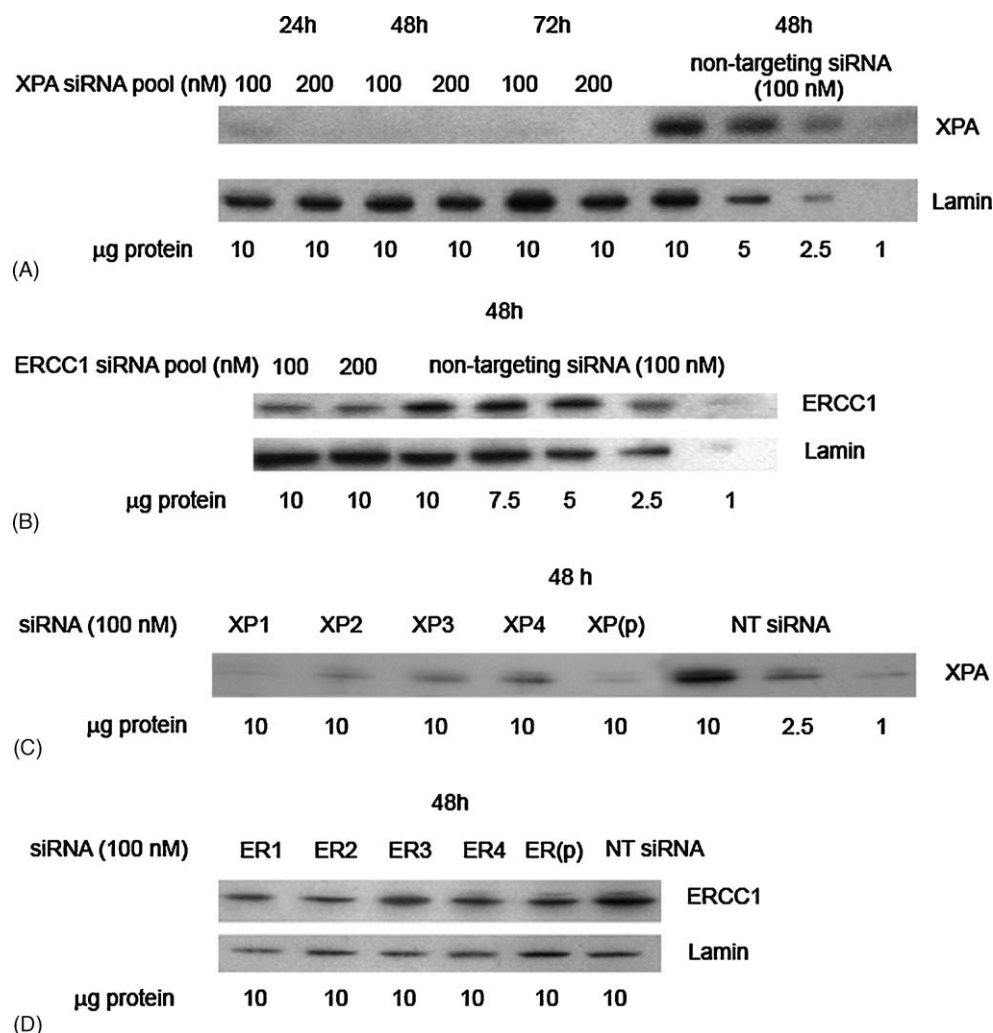 24h 48h 72h 48h
XPA siRNA pool (nM) 100 200 100 200 100 200 non-targeting siRNA (100 nM)
XPA
Lamin
µg protein 10 10 10 10 10 10 10 5 2.5 1
(A)
48h
ERCC1 siRNA pool (nM) 100 200 non-targeting siRNA (100 nM)
ERCC1
Lamin
µg protein 10 10 10 7.5 5 2.5 1
(B)
48 h
siRNA (100 nM) XP1 XP2 XP3 XP4 XP(p) NT siRNA
XPA
µg protein 10 10 10 10 10 10 2.5 1
(C)
48h
siRNA (100 nM) ER1 ER2 ER3 ER4 ER(p) NT siRNA
ERCC1
Lamin
µg protein 10 10 10 10 10 10
(D)